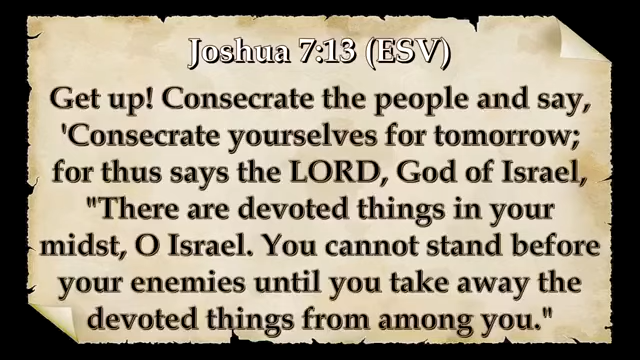 Joshua 7:13 (ESV)
Get up! Consecrate the people and say,
'Consecrate yourselves for tomorrow;
for thus says the LORD, God of Israel,
"There are devoted things in your
midst, O Israel. You cannot stand before
your enemies until you take away the
devoted things from among you."